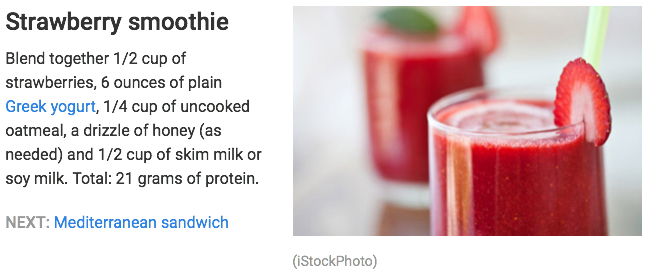 Strawberry smoothie
Blend together 1/2 cup of
strawberries, 6 ounces of plain
Greek yogurt, 1/4 cup of uncooked
oatmeal, a drizzle of honey (as
needed) and 1/2 cup of skim milk or
soy milk. Total: 21 grams of protein.
NEXT: Mediterranean sandwich
(iStockPhoto)